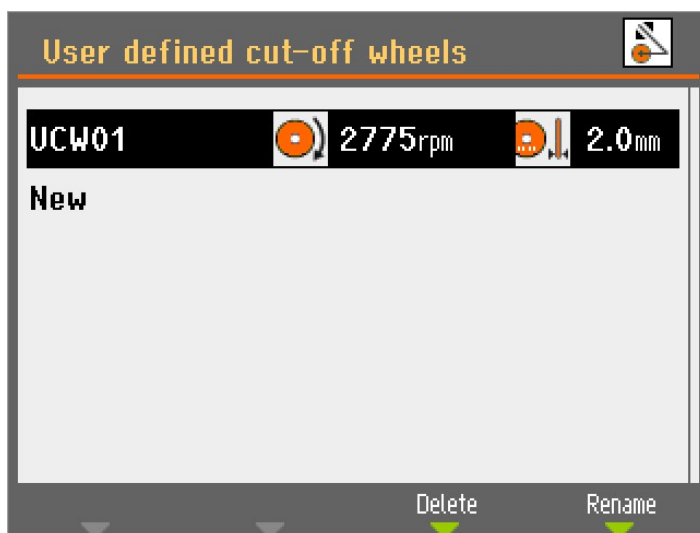 User defined cut-off wheels
UCW01 2775rpm 2.0mm
New
Delete Rename